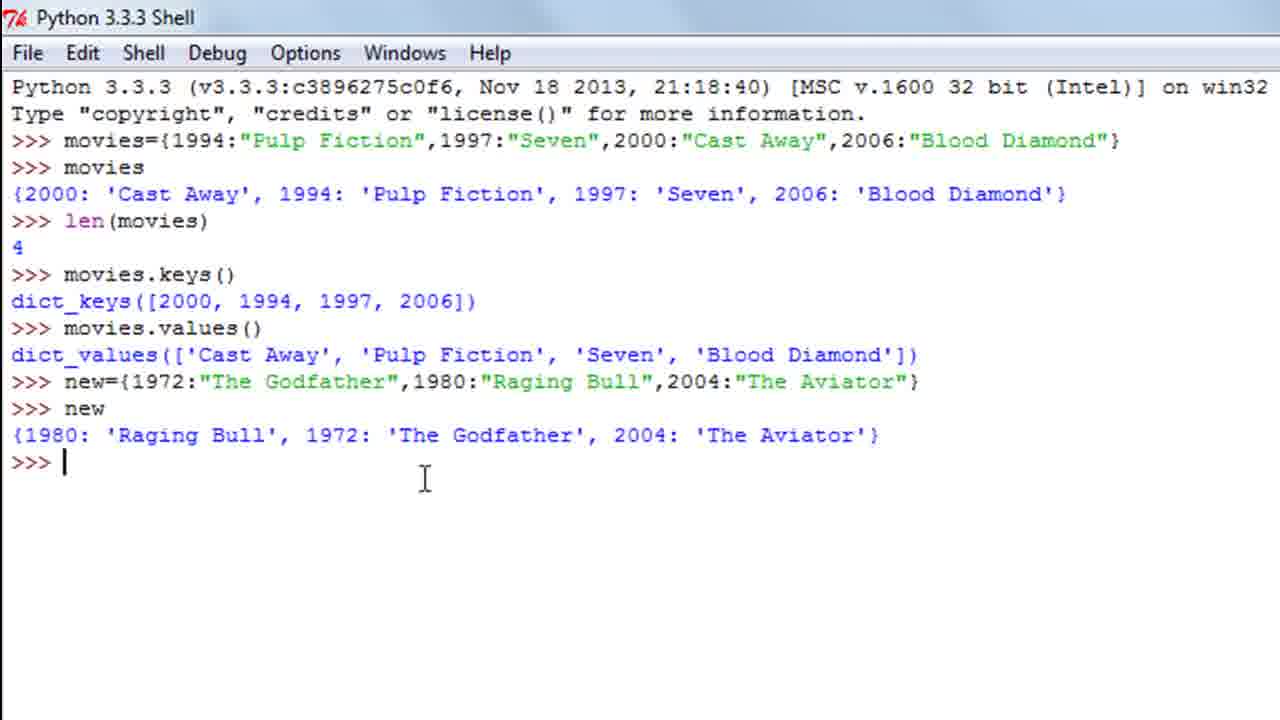 Python 3.3.3 Shell
File Edit Shell Debug Options Windows Help
Python 3.3.3 (v3.3.3:c3896275c0f6, Nov 18 2013, 21:18:40) [MSC v.1600 32 bit (Intel)] on win32
Type "copyright", "credits" or "license()" for more information.
>>> movies={1994:"Pulp Fiction",1997:"Seven",2000:"Cast Away",2006:"Blood Diamond"}
>>> movies
{2000: 'Cast Away', 1994: 'Pulp Fiction', 1997: 'Seven', 2006: 'Blood Diamond'}
>>> len(movies)
4
>>> movies.keys()
dict_keys([2000, 1994, 1997, 2006])
>>> movies.values()
dict_values(['Cast Away', 'Pulp Fiction', 'Seven', 'Blood Diamond'])
>>> new={1972:"The Godfather",1980:"Raging Bull",2004:"The Aviator"}
>>> new
{1980: 'Raging Bull', 1972: 'The Godfather', 2004: 'The Aviator'}
>>>